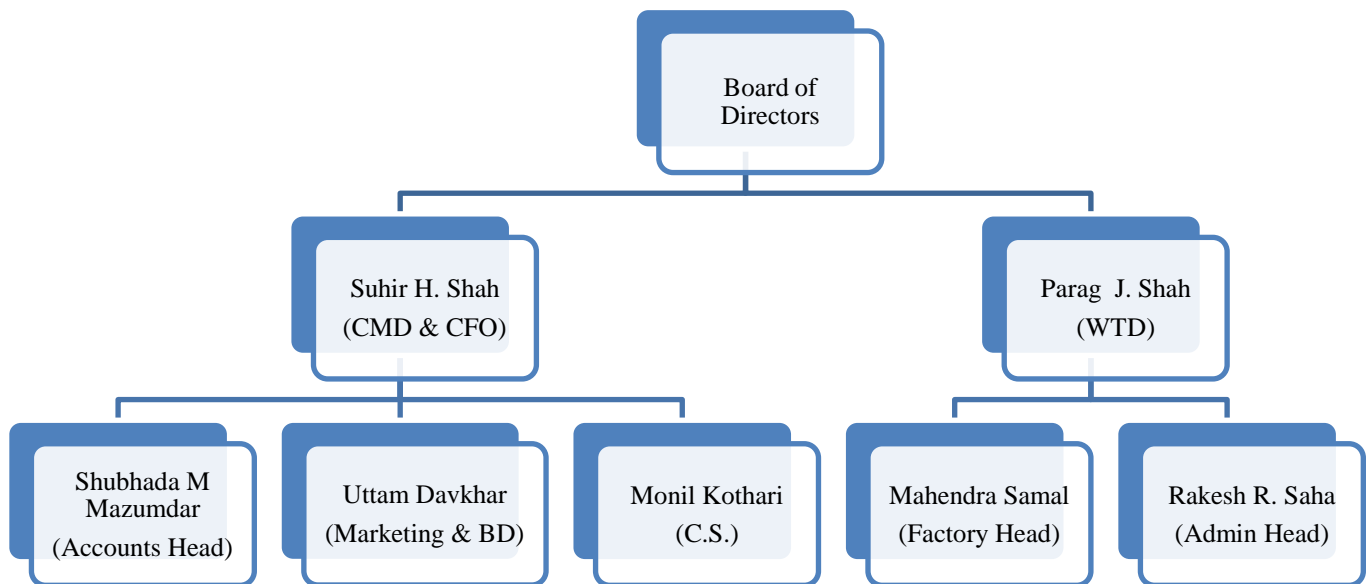 Board of
Directors
Suhir H. Shah
(CMD & CFO)
Parag J. Shah
(WTD)
Shubhada M
Mazumdar
(Accounts Head)
Uttam Davkhar
(Marketing & BD)
Monil Kothari
(C.S.)
Mahendra Samal
(Factory Head)
Rakesh R. Saha
(Admin Head)